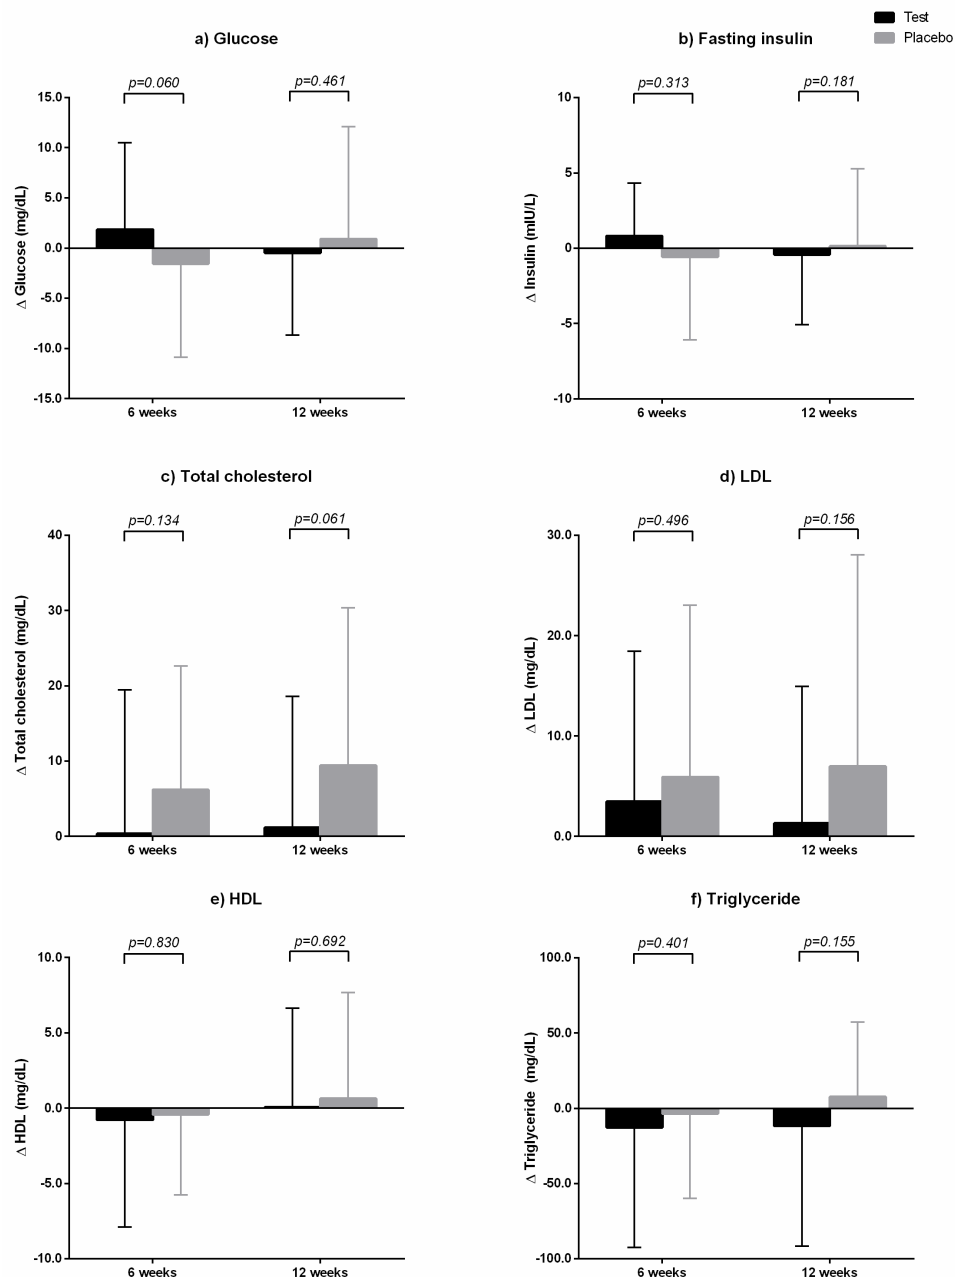 Test
Placebo
a) Glucose
b) Fasting insulin
p=0.060
p=0.461
p=0.313
p=0.181
15.0
10.0
5.0
0.0
-5.0
-10.0
-15.0
Δ Glucose (mg/dL)
6 weeks
12 weeks
10
5
0
-5
-10
Δ Insulin (mIU/L)
6 weeks
12 weeks
c) Total cholesterol
d) LDL
p=0.134
p=0.061
p=0.496
p=0.156
40
30
20
10
0
Δ Total cholesterol (mg/dL)
6 weeks
12 weeks
30.0
20.0
10.0
0.0
Δ LDL (mg/dL)
6 weeks
12 weeks
e) HDL
f) Triglyceride
p=0.830
p=0.692
p=0.401
p=0.155
10.0
5.0
0.0
-5.0
-10.0
Δ HDL (mg/dL)
6 weeks
12 weeks
100.0
50.0
0.0
-50.0
-100.0
Δ Triglyceride (mg/dL)
6 weeks
12 weeks